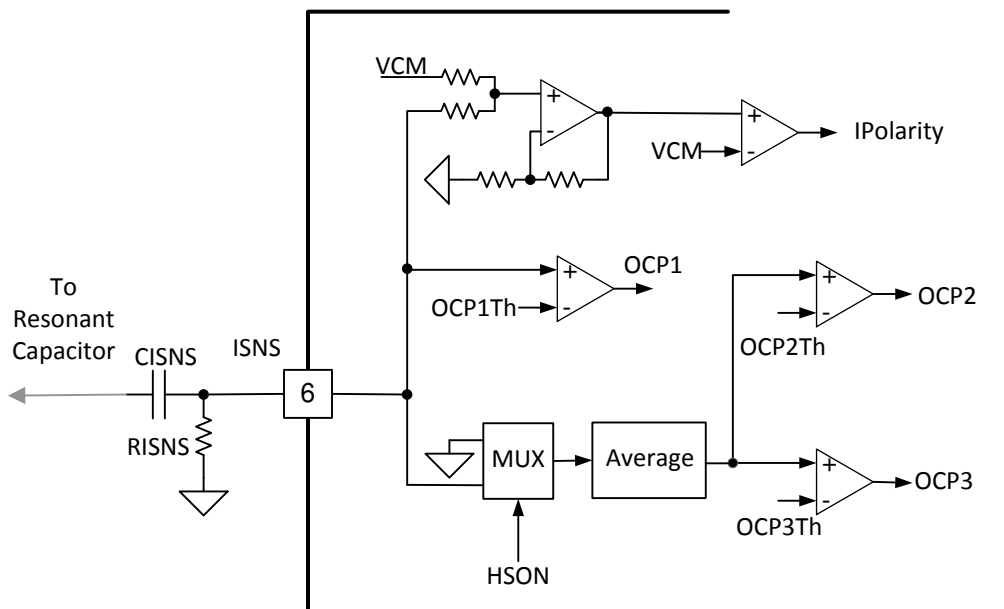 VCM
+
-
+
-
IPolarity
VCM
To
Resonant
Capacitor
CISNS
RISNS
ISNS
6
+
-
OCP1
OCP1Th
+
-
OCP2
OCP2Th
MUX
Average
HSON
+
-
OCP3
OCP3Th